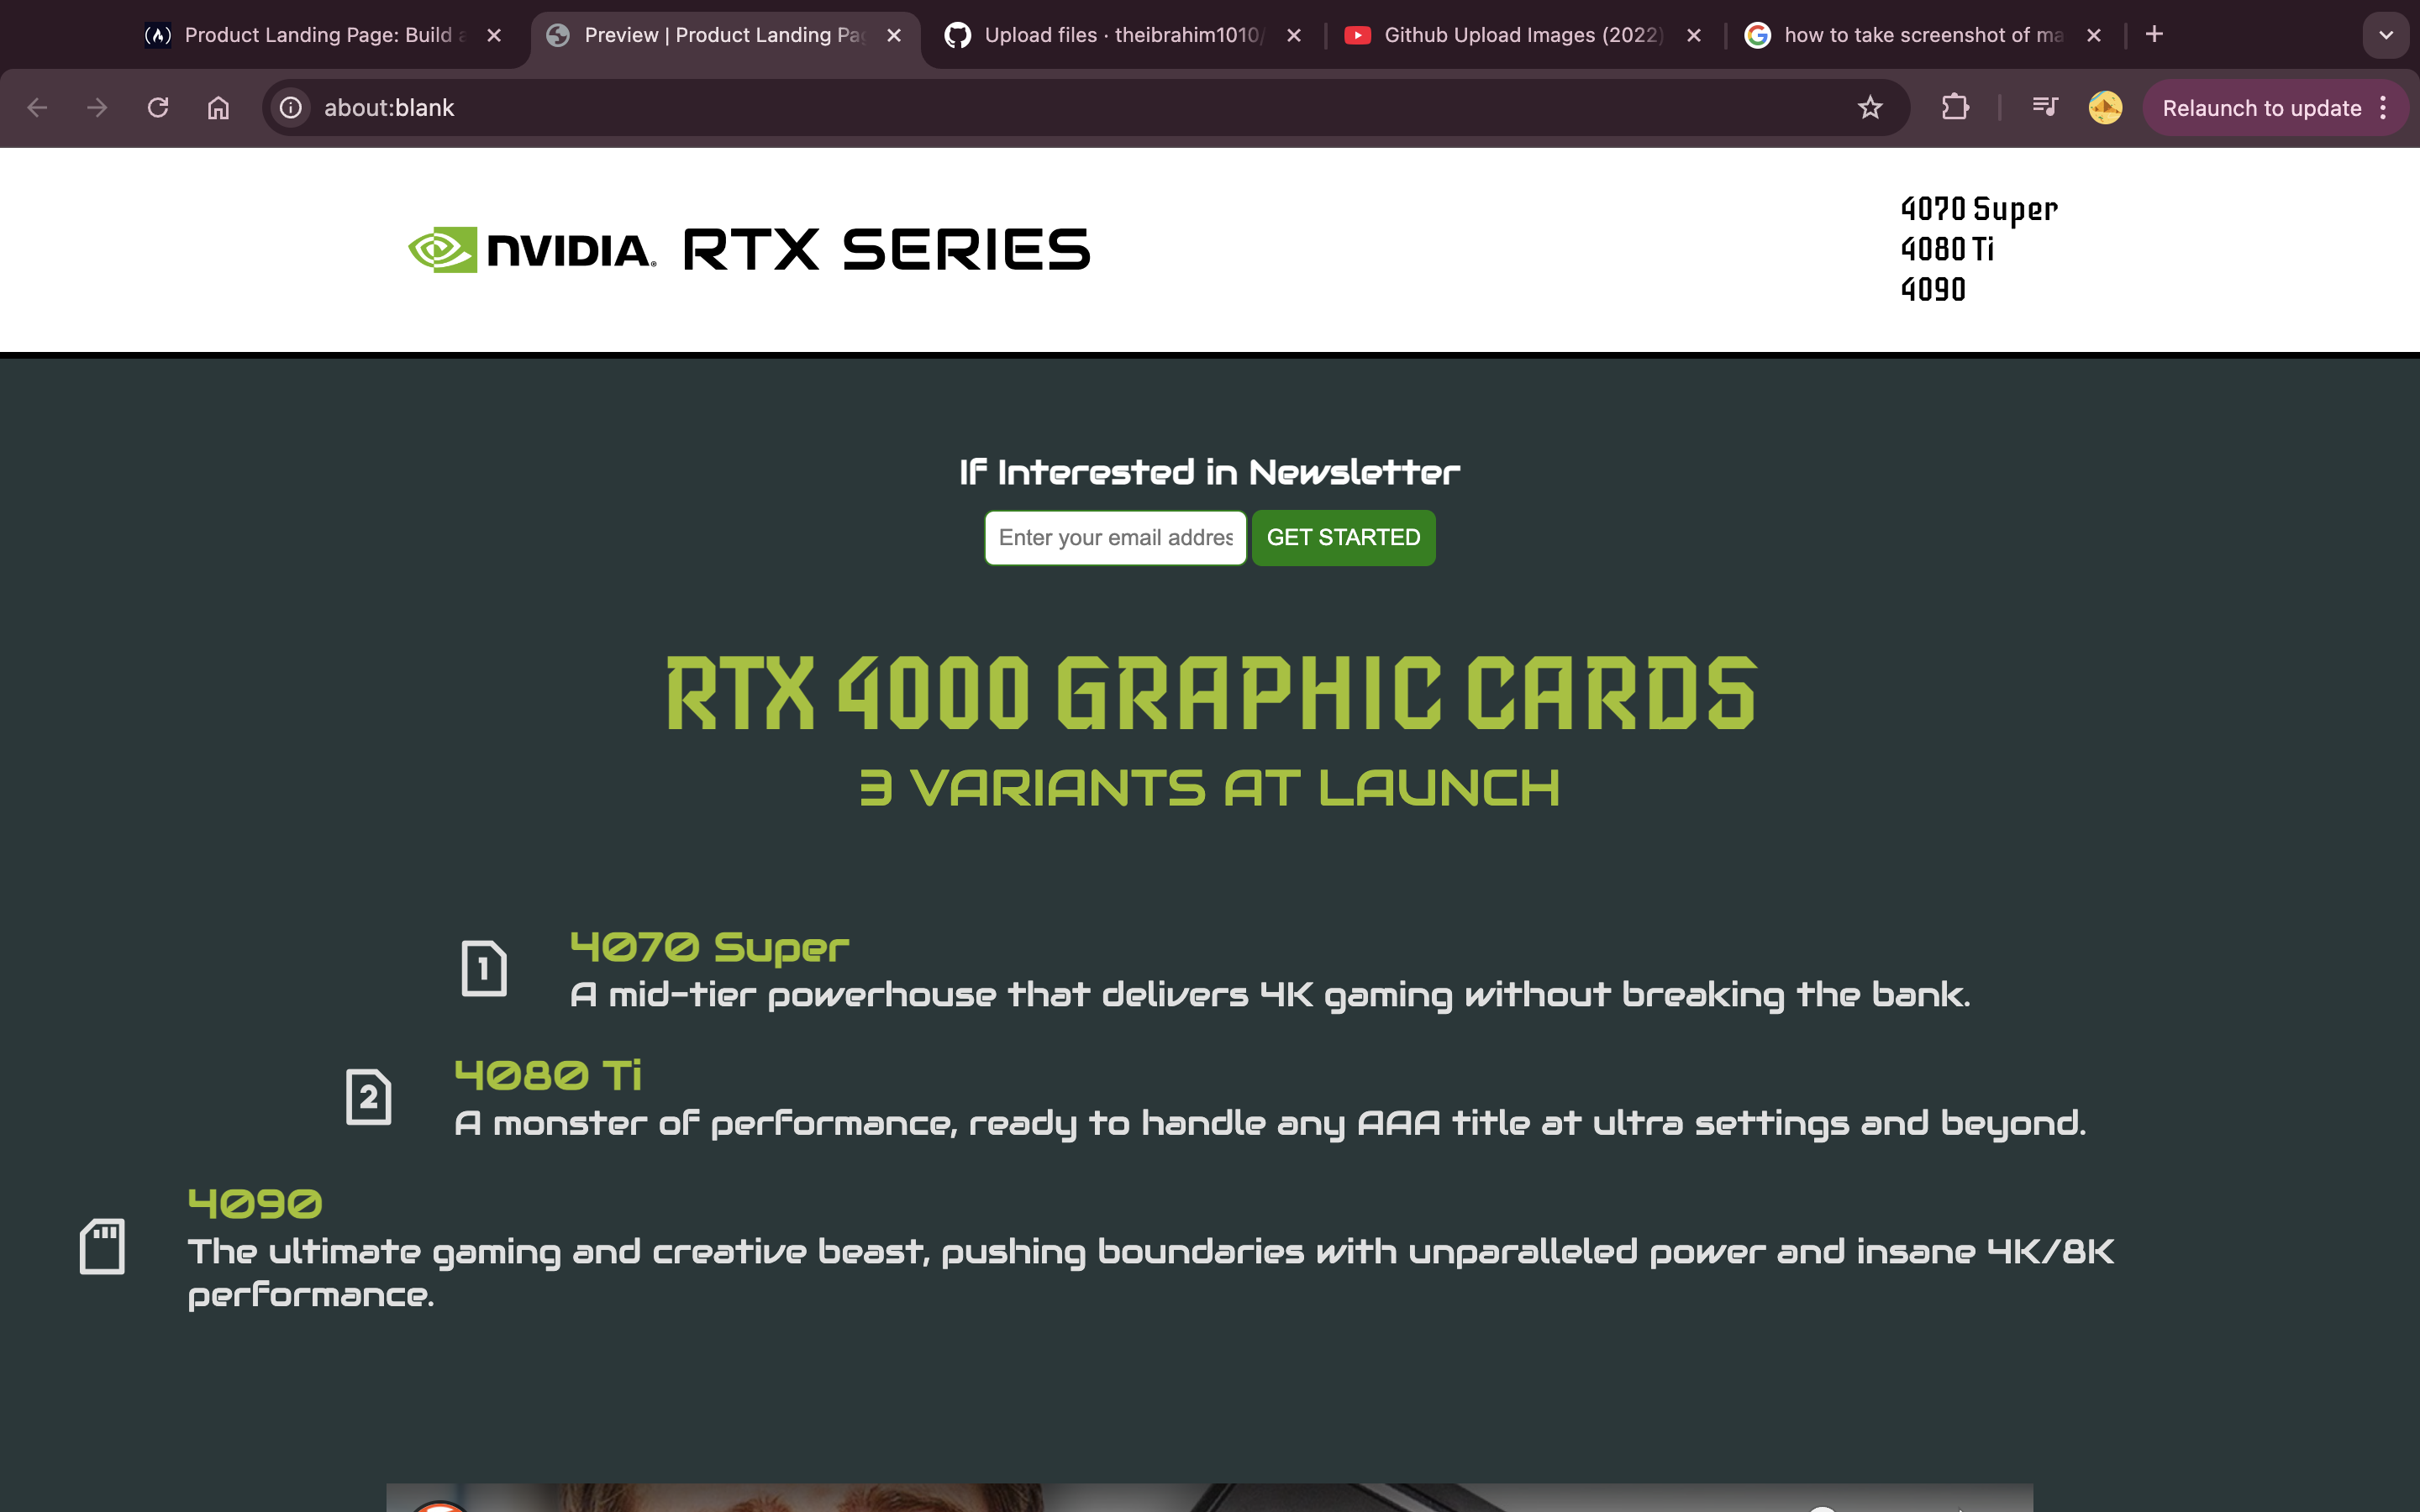 Product Landing Page: Build a
Preview | Product Landing Pag
Upload files · theibrahim1010/
Github Upload Images (2022)
how to take screenshot of ma
about:blank
Relaunch to update
nVIDIA. RTX SERIES
4070 Super
4080 Ti
4090
If Interested in Newsletter
Enter your email addres
GET STARTED
RTX 4000 GRAPHIC CARDS
3 VARIANTS AT LAUNCH
1
4070 Super
A mid-tier powerhouse that delivers 4K gaming without breaking the bank.
2
4080 Ti
A monster of performance, ready to handle any AAA title at ultra settings and beyond.
4090
The ultimate gaming and creative beast, pushing boundaries with unparalleled power and insane 4K/8K
performance.